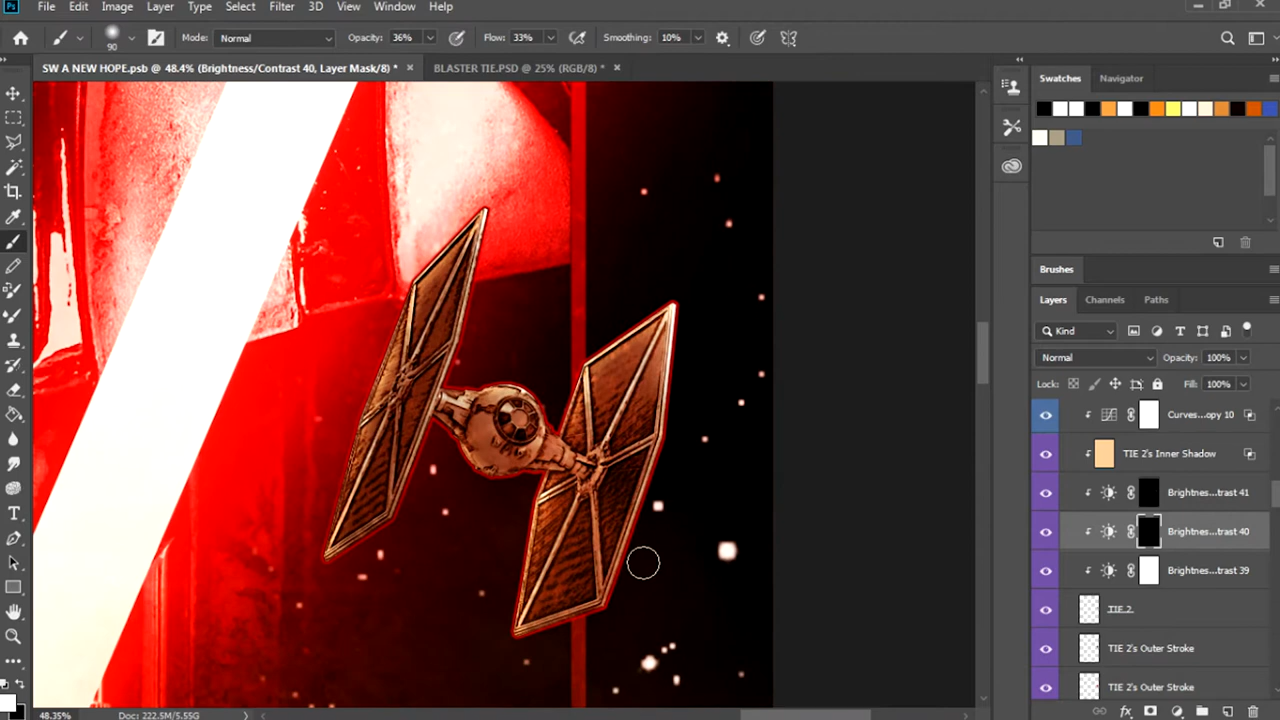 Ps File Edit Image Layer Type Select Filter 3D View Window Help
90 Mode: Normal Opacity: 36% Flow: 33% Smoothing: 10%
SW A NEW HOPE.psb @ 48.4% (Brightness/Contrast 40, Layer Mask/8) * × BLASTER TIE.PSD @ 25% (RGB/8) * ×
Swatches Navigator
Brushes
Layers Channels Paths
Kind
Normal Opacity: 100%
Lock: Fill: 100%
Curves...opy 10
TIE 2's Inner Shadow
Brightnes...trast 41
Brightnes...trast 40
Brightnes...trast 39
TIE 2
TIE 2's Outer Stroke
TIE 2's Outer Stroke
fx
48.35% Doc: 222.5M/5.55G